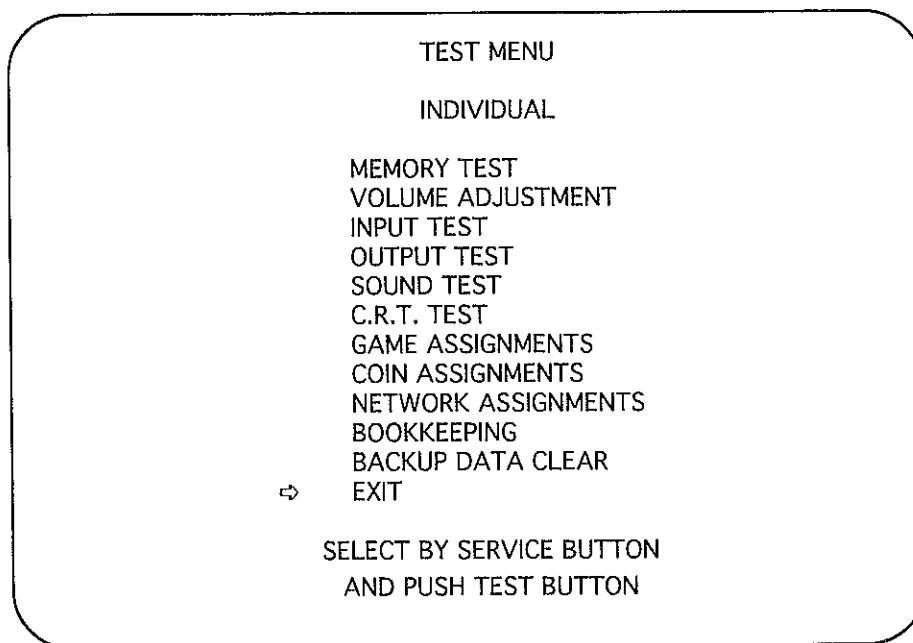 TEST MENU
INDIVIDUAL
MEMORY TEST
VOLUME ADJUSTMENT
INPUT TEST
OUTPUT TEST
SOUND TEST
C.R.T. TEST
GAME ASSIGNMENTS
COIN ASSIGNMENTS
NETWORK ASSIGNMENTS
BOOKKEEPING
BACKUP DATA CLEAR
⇨ EXIT
SELECT BY SERVICE BUTTON
AND PUSH TEST BUTTON